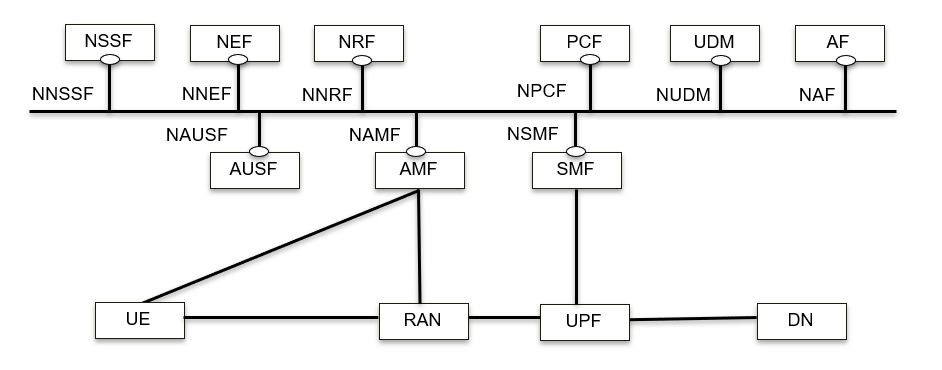 NSSF
NEF
NRF
PCF
UDM
AF
NNSSF
NNEF
NNRF
NPCF
NUDM
NAF
NAUSF
NAMF
NSMF
AUSF
AMF
SMF
UE
RAN
UPF
DN